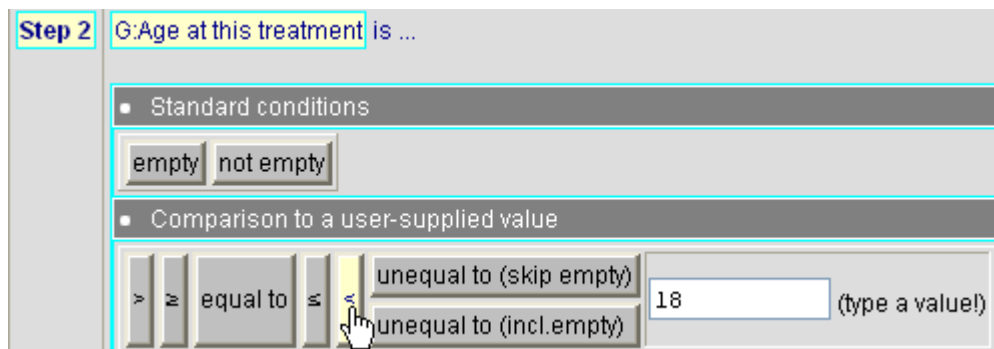 Step 2 G:Age at this treatment is ...
Standard conditions
empty not empty
Comparison to a user-supplied value
> ≥ equal to ≤ < unequal to (skip empty) 18 (type a value!)
unequal to (incl.empty)